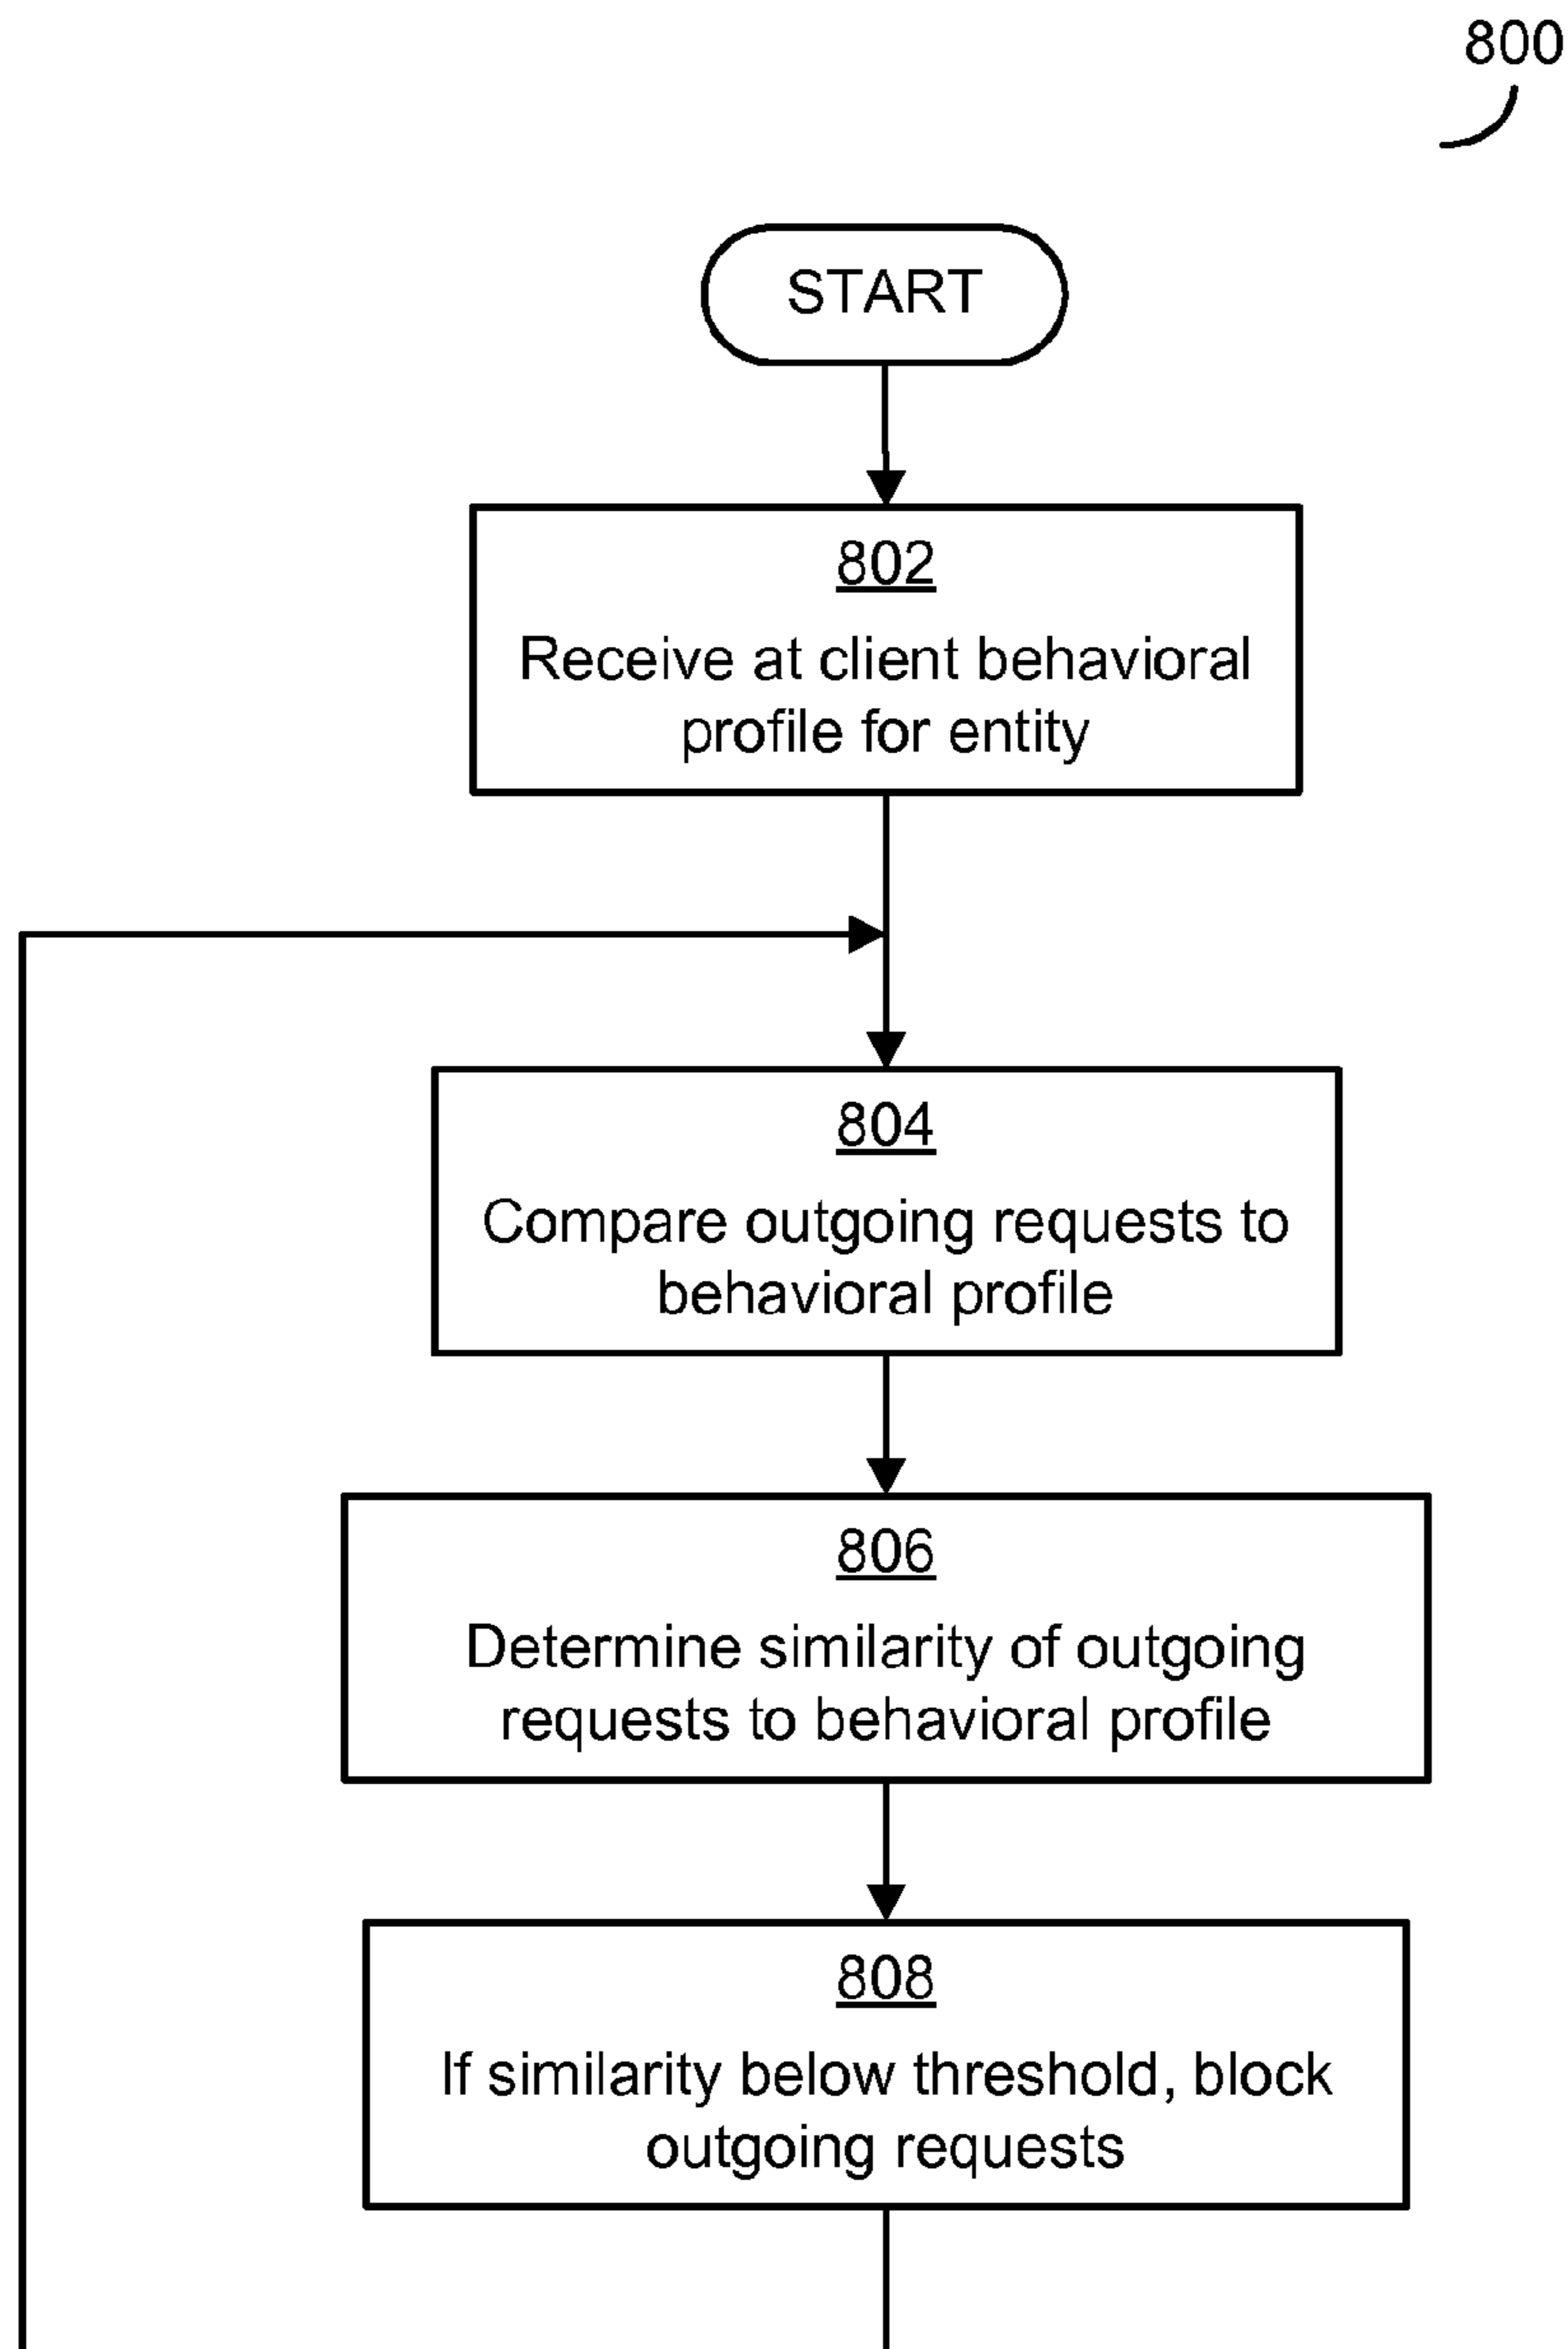 800
START
802
Receive at client behavioral
profile for entity
804
Compare outgoing requests to
behavioral profile
806
Determine similarity of outgoing
requests to behavioral profile
808
If similarity below threshold, block
outgoing requests